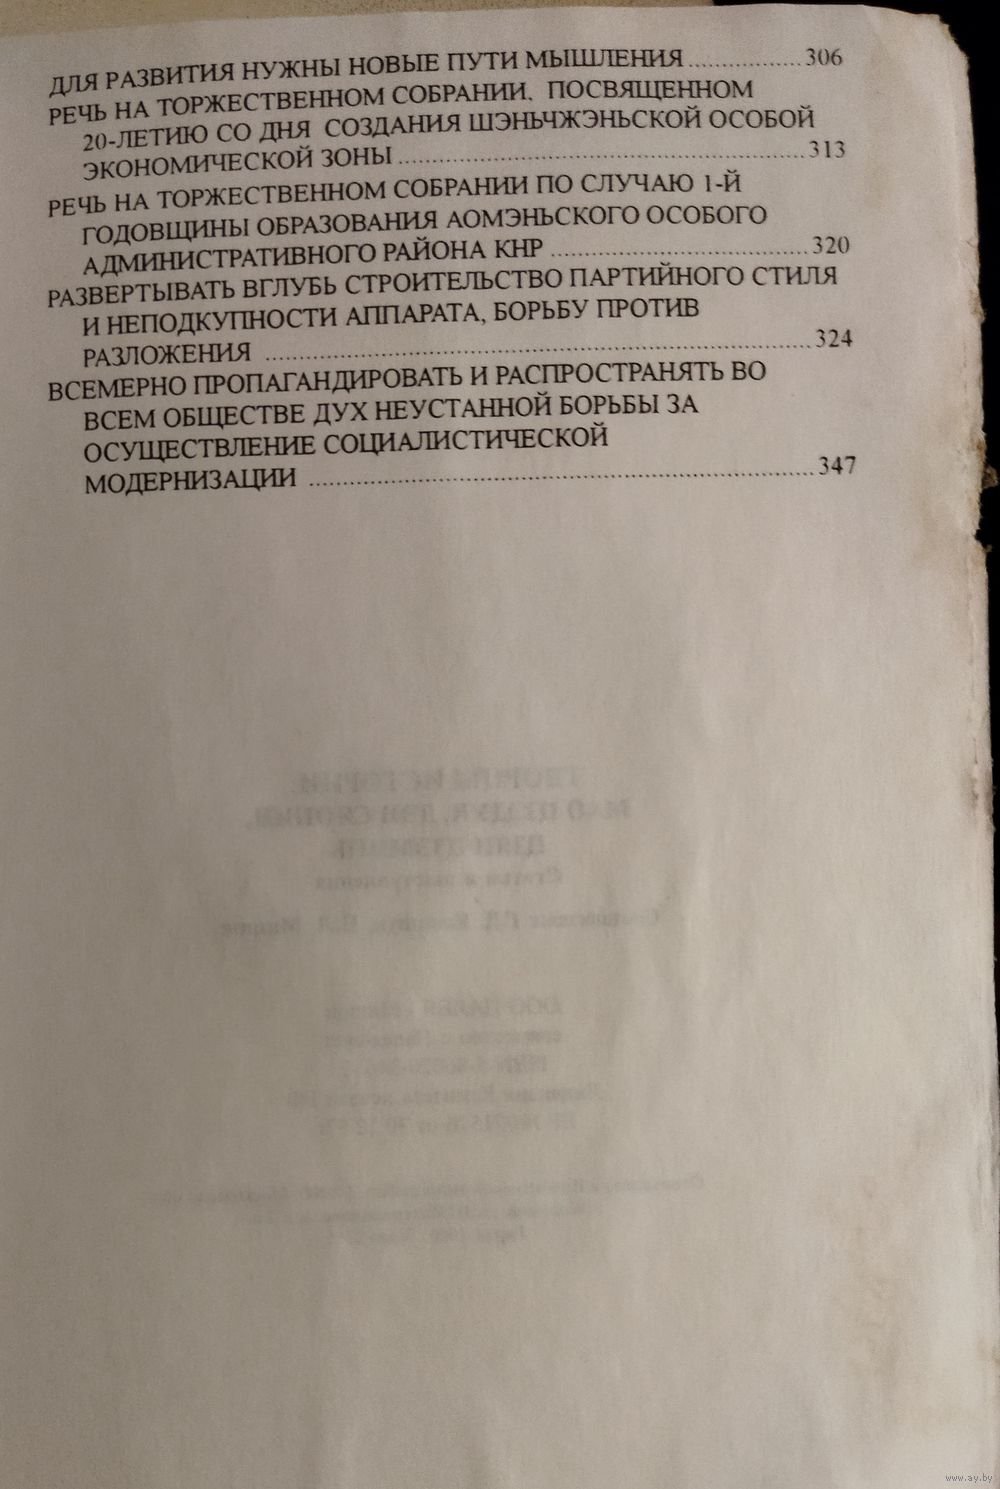 ДЛЯ РАЗВИТИЯ НУЖНЫ НОВЫЕ ПУТИ МЫШЛЕНИЯ ................. 306
РЕЧЬ НА ТОРЖЕСТВЕННОМ СОБРАНИИ, ПОСВЯЩЕННОМ
20-ЛЕТИЮ СО ДНЯ СОЗДАНИЯ ШЭНЬЧЖЭНЬСКОЙ ОСОБОЙ
ЭКОНОМИЧЕСКОЙ ЗОНЫ ................. 313
РЕЧЬ НА ТОРЖЕСТВЕННОМ СОБРАНИИ ПО СЛУЧАЮ 1-Й
ГОДОВЩИНЫ ОБРАЗОВАНИЯ АОМЭНЬСКОГО ОСОБОГО
АДМИНИСТРАТИВНОГО РАЙОНА КНР ................. 320
РАЗВЕРТЫВАТЬ ВГЛУБЬ СТРОИТЕЛЬСТВО ПАРТИЙНОГО СТИЛЯ
И НЕПОДКУПНОСТИ АППАРАТА, БОРЬБУ ПРОТИВ
РАЗЛОЖЕНИЯ ................. 324
ВСЕМЕРНО ПРОПАГАНДИРОВАТЬ И РАСПРОСТРАНЯТЬ ВО
ВСЕМ ОБЩЕСТВЕ ДУХ НЕУСТАННОЙ БОРЬБЫ ЗА
ОСУЩЕСТВЛЕНИЕ СОЦИАЛИСТИЧЕСКОЙ
МОДЕРНИЗАЦИИ ................. 347
www.ay.by